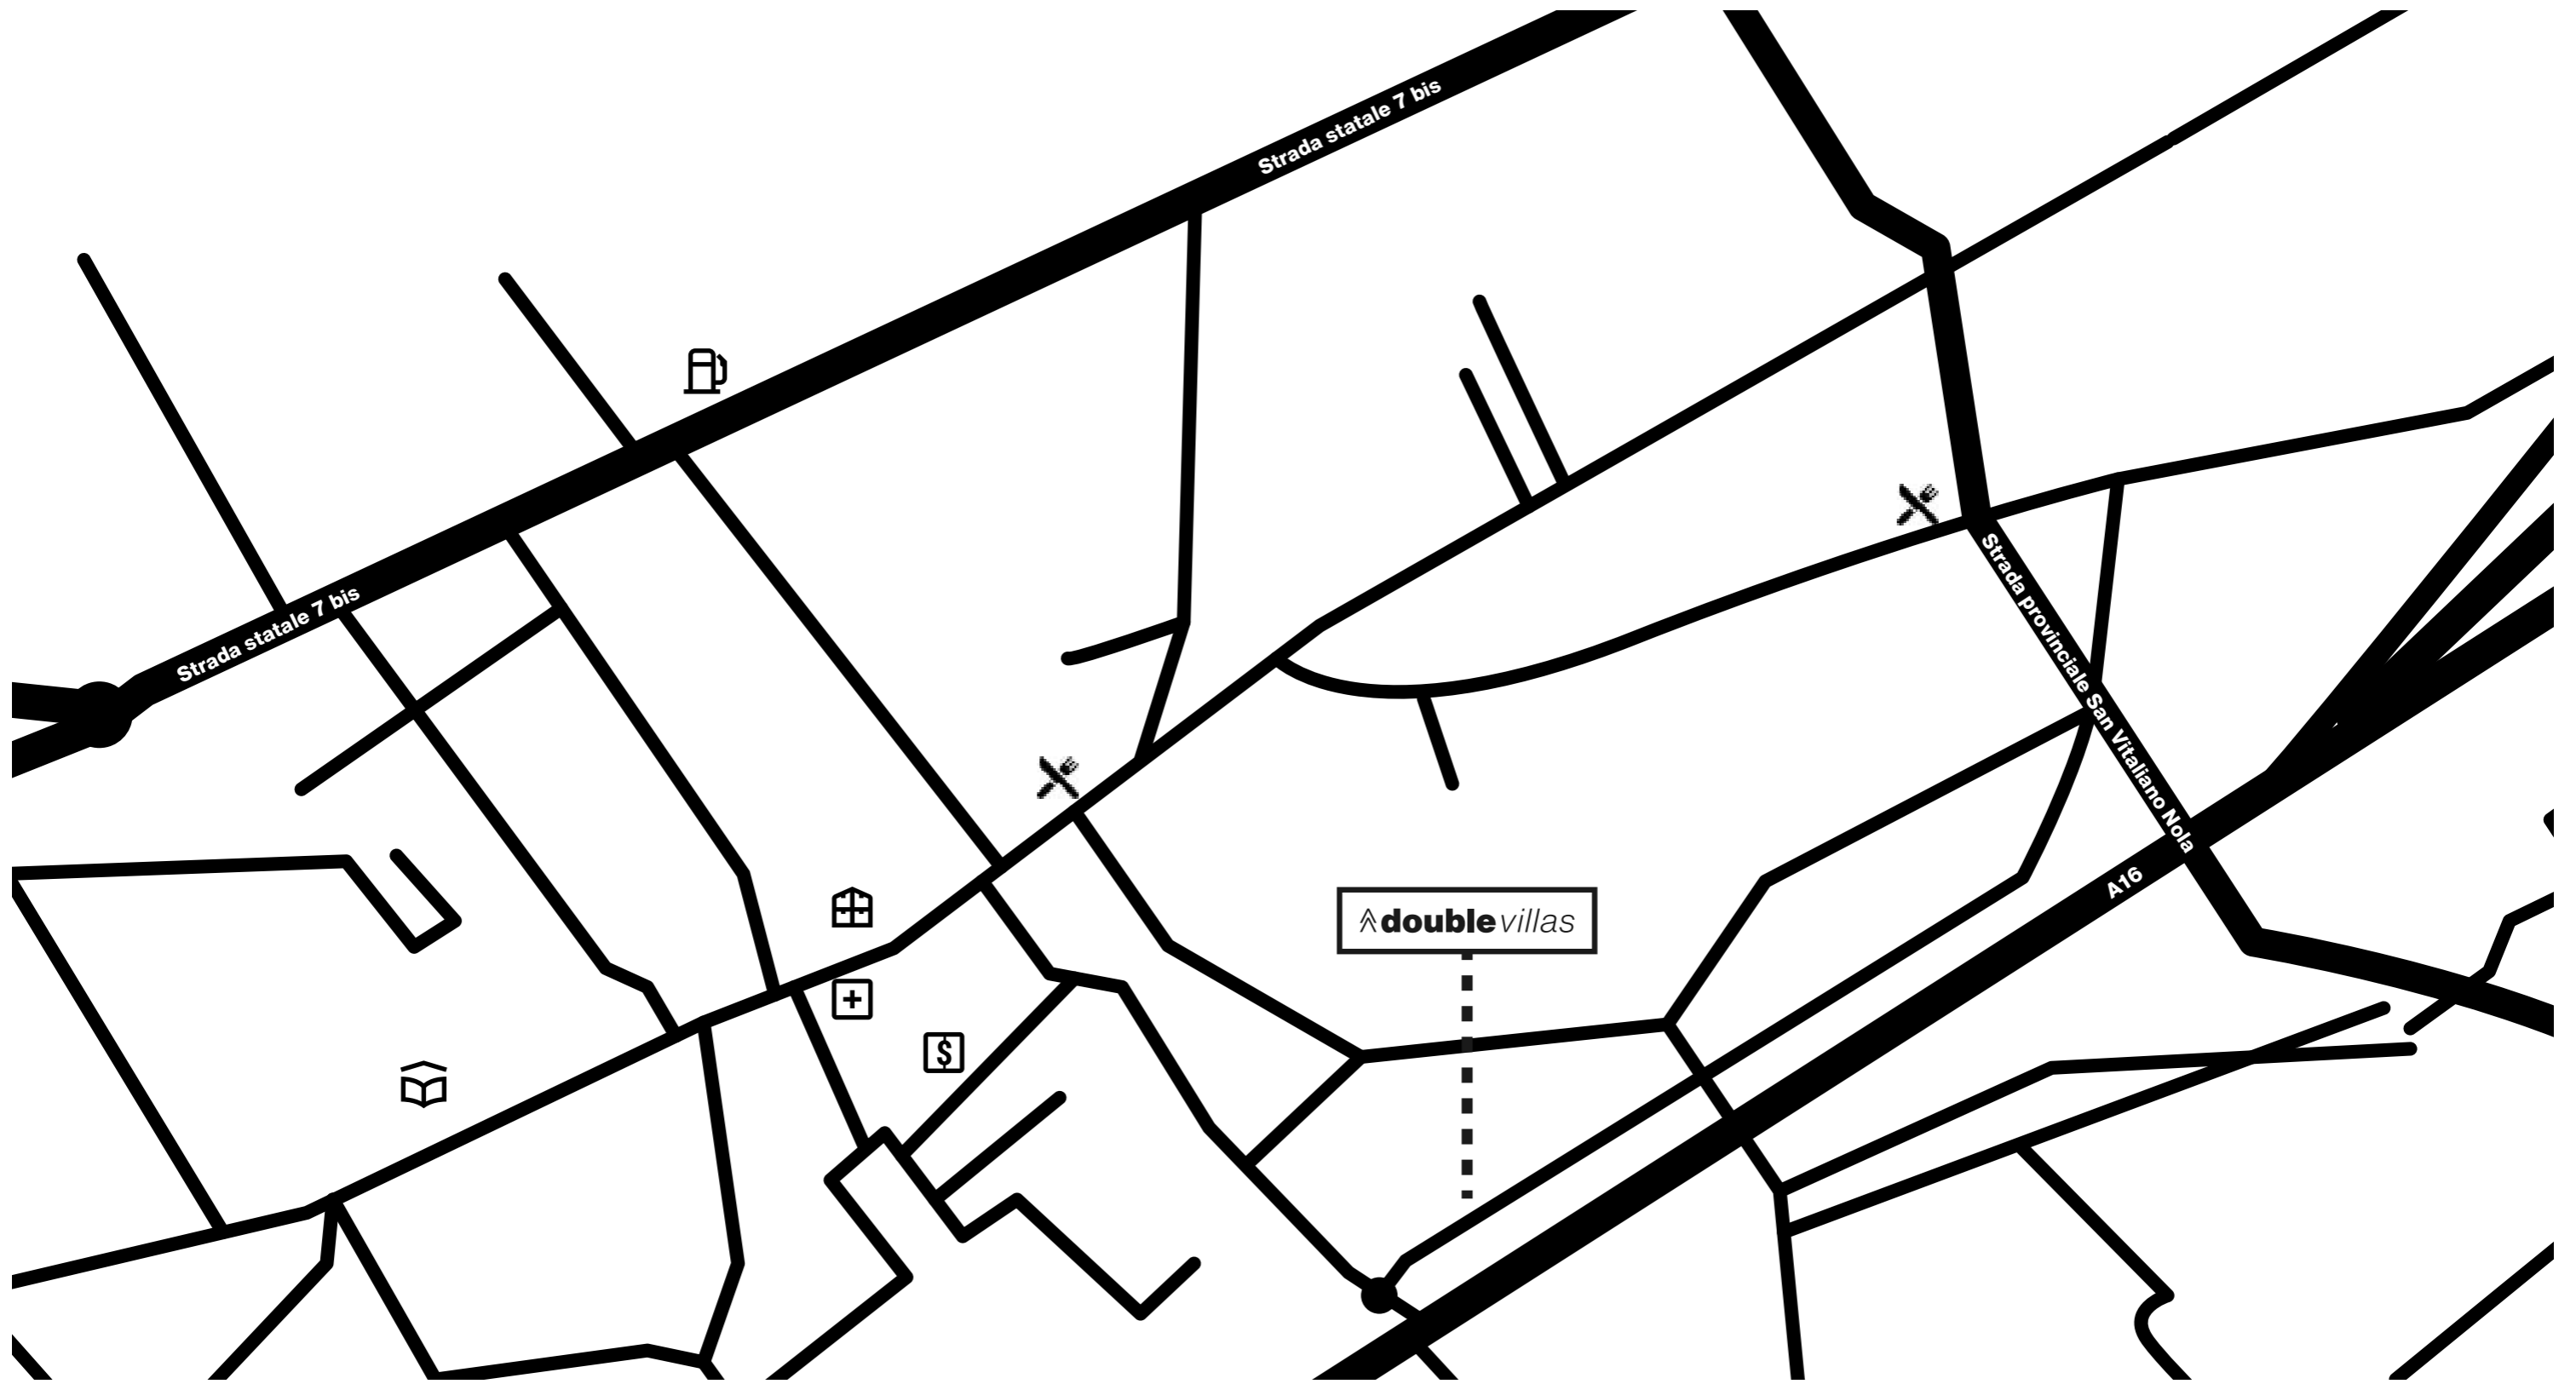 Strada statale 7 bis
Strada statale 7 bis
Strada provinciale San Vitaliano Nola
A16
$
doublevillas